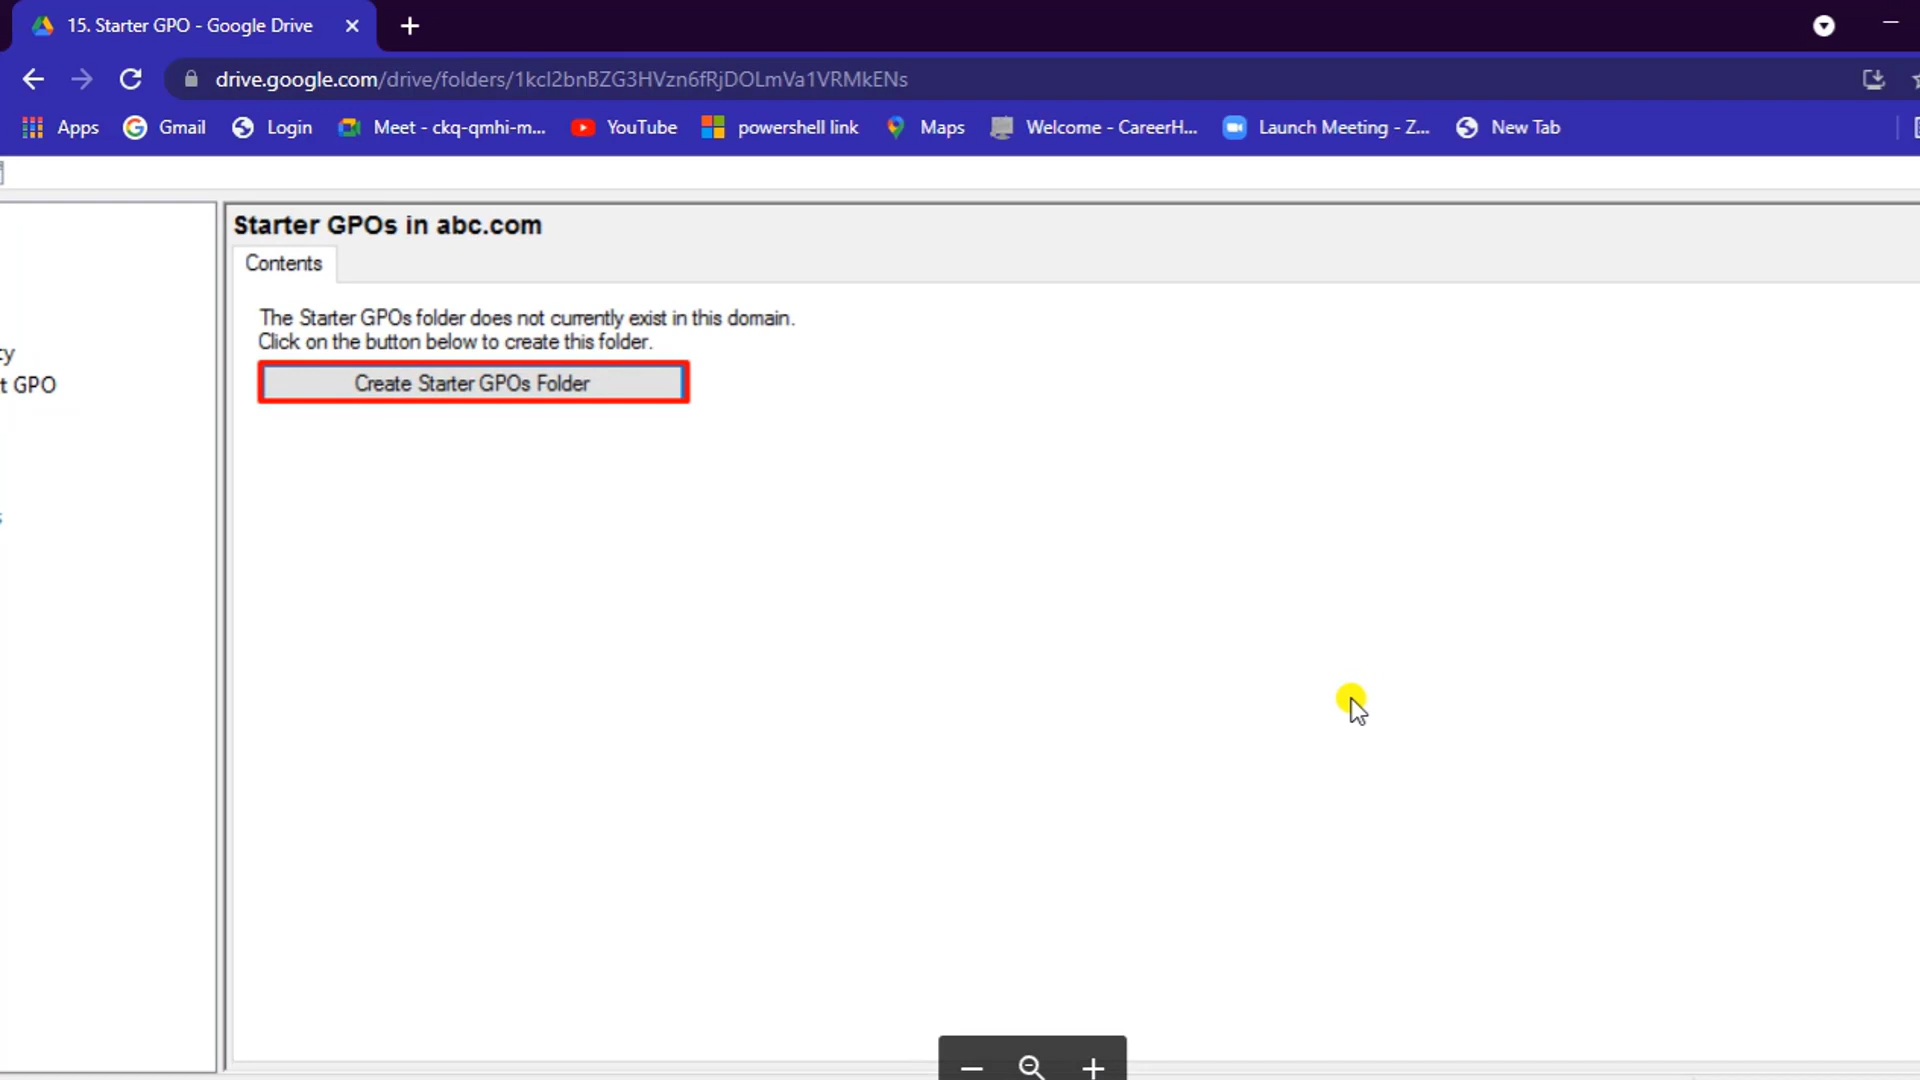 15. Starter GPO - Google Drive
drive.google.com/drive/folders/1kcI2bnBZG3HVzn6fRjDOLmVa1VRMkENs
Apps Gmail Login Meet - ckq-qmhi-m... YouTube powershell link Maps Welcome - CareerH... Launch Meeting - Z... New Tab
Starter GPOs in abc.com
Contents
The Starter GPOs folder does not currently exist in this domain.
Click on the button below to create this folder.
cy
t GPO
Create Starter GPOs Folder
s